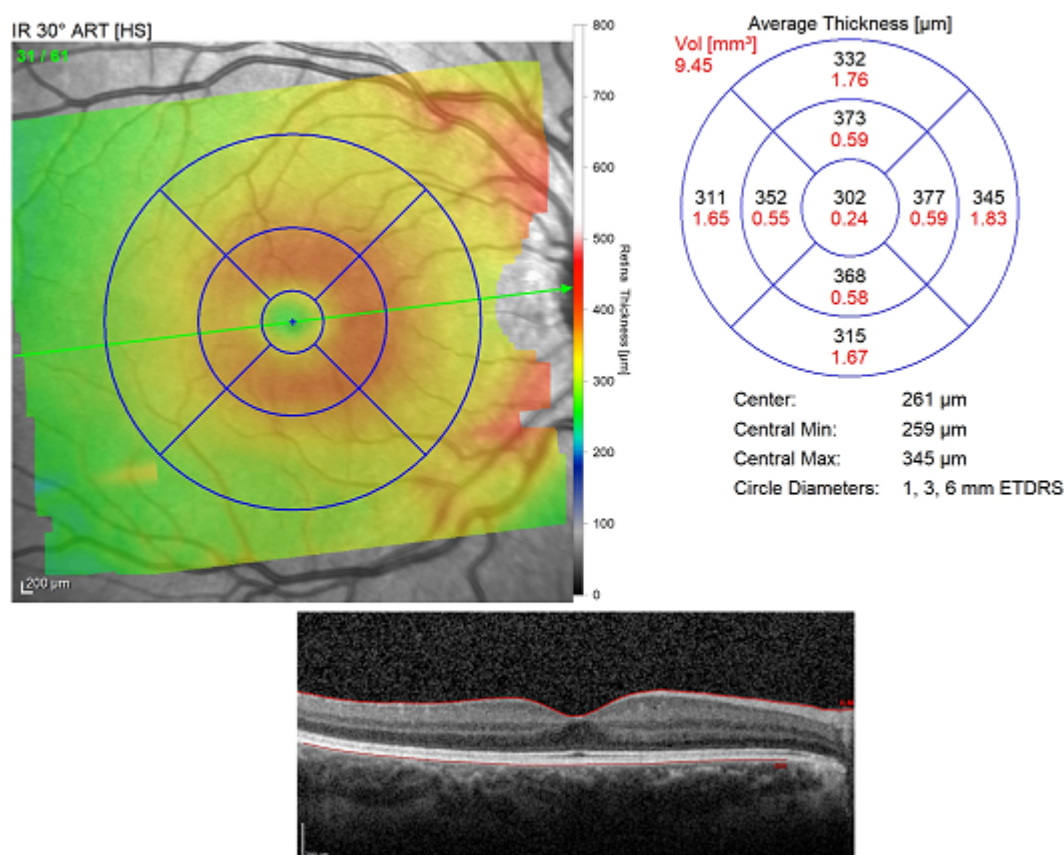 IR 30° ART [HS]
31 / 61
200 µm
800
700
600
500
400
300
200
100
0
Retina Thickness [µm]
Average Thickness [µm]
Vol [mm³]
9.45
332
1.76
373
0.59
311 352 302 377 345
1.65 0.55 0.24 0.59 1.83
368
0.58
315
1.67
Center: 261 µm
Central Min: 259 µm
Central Max: 345 µm
Circle Diameters: 1, 3, 6 mm ETDRS